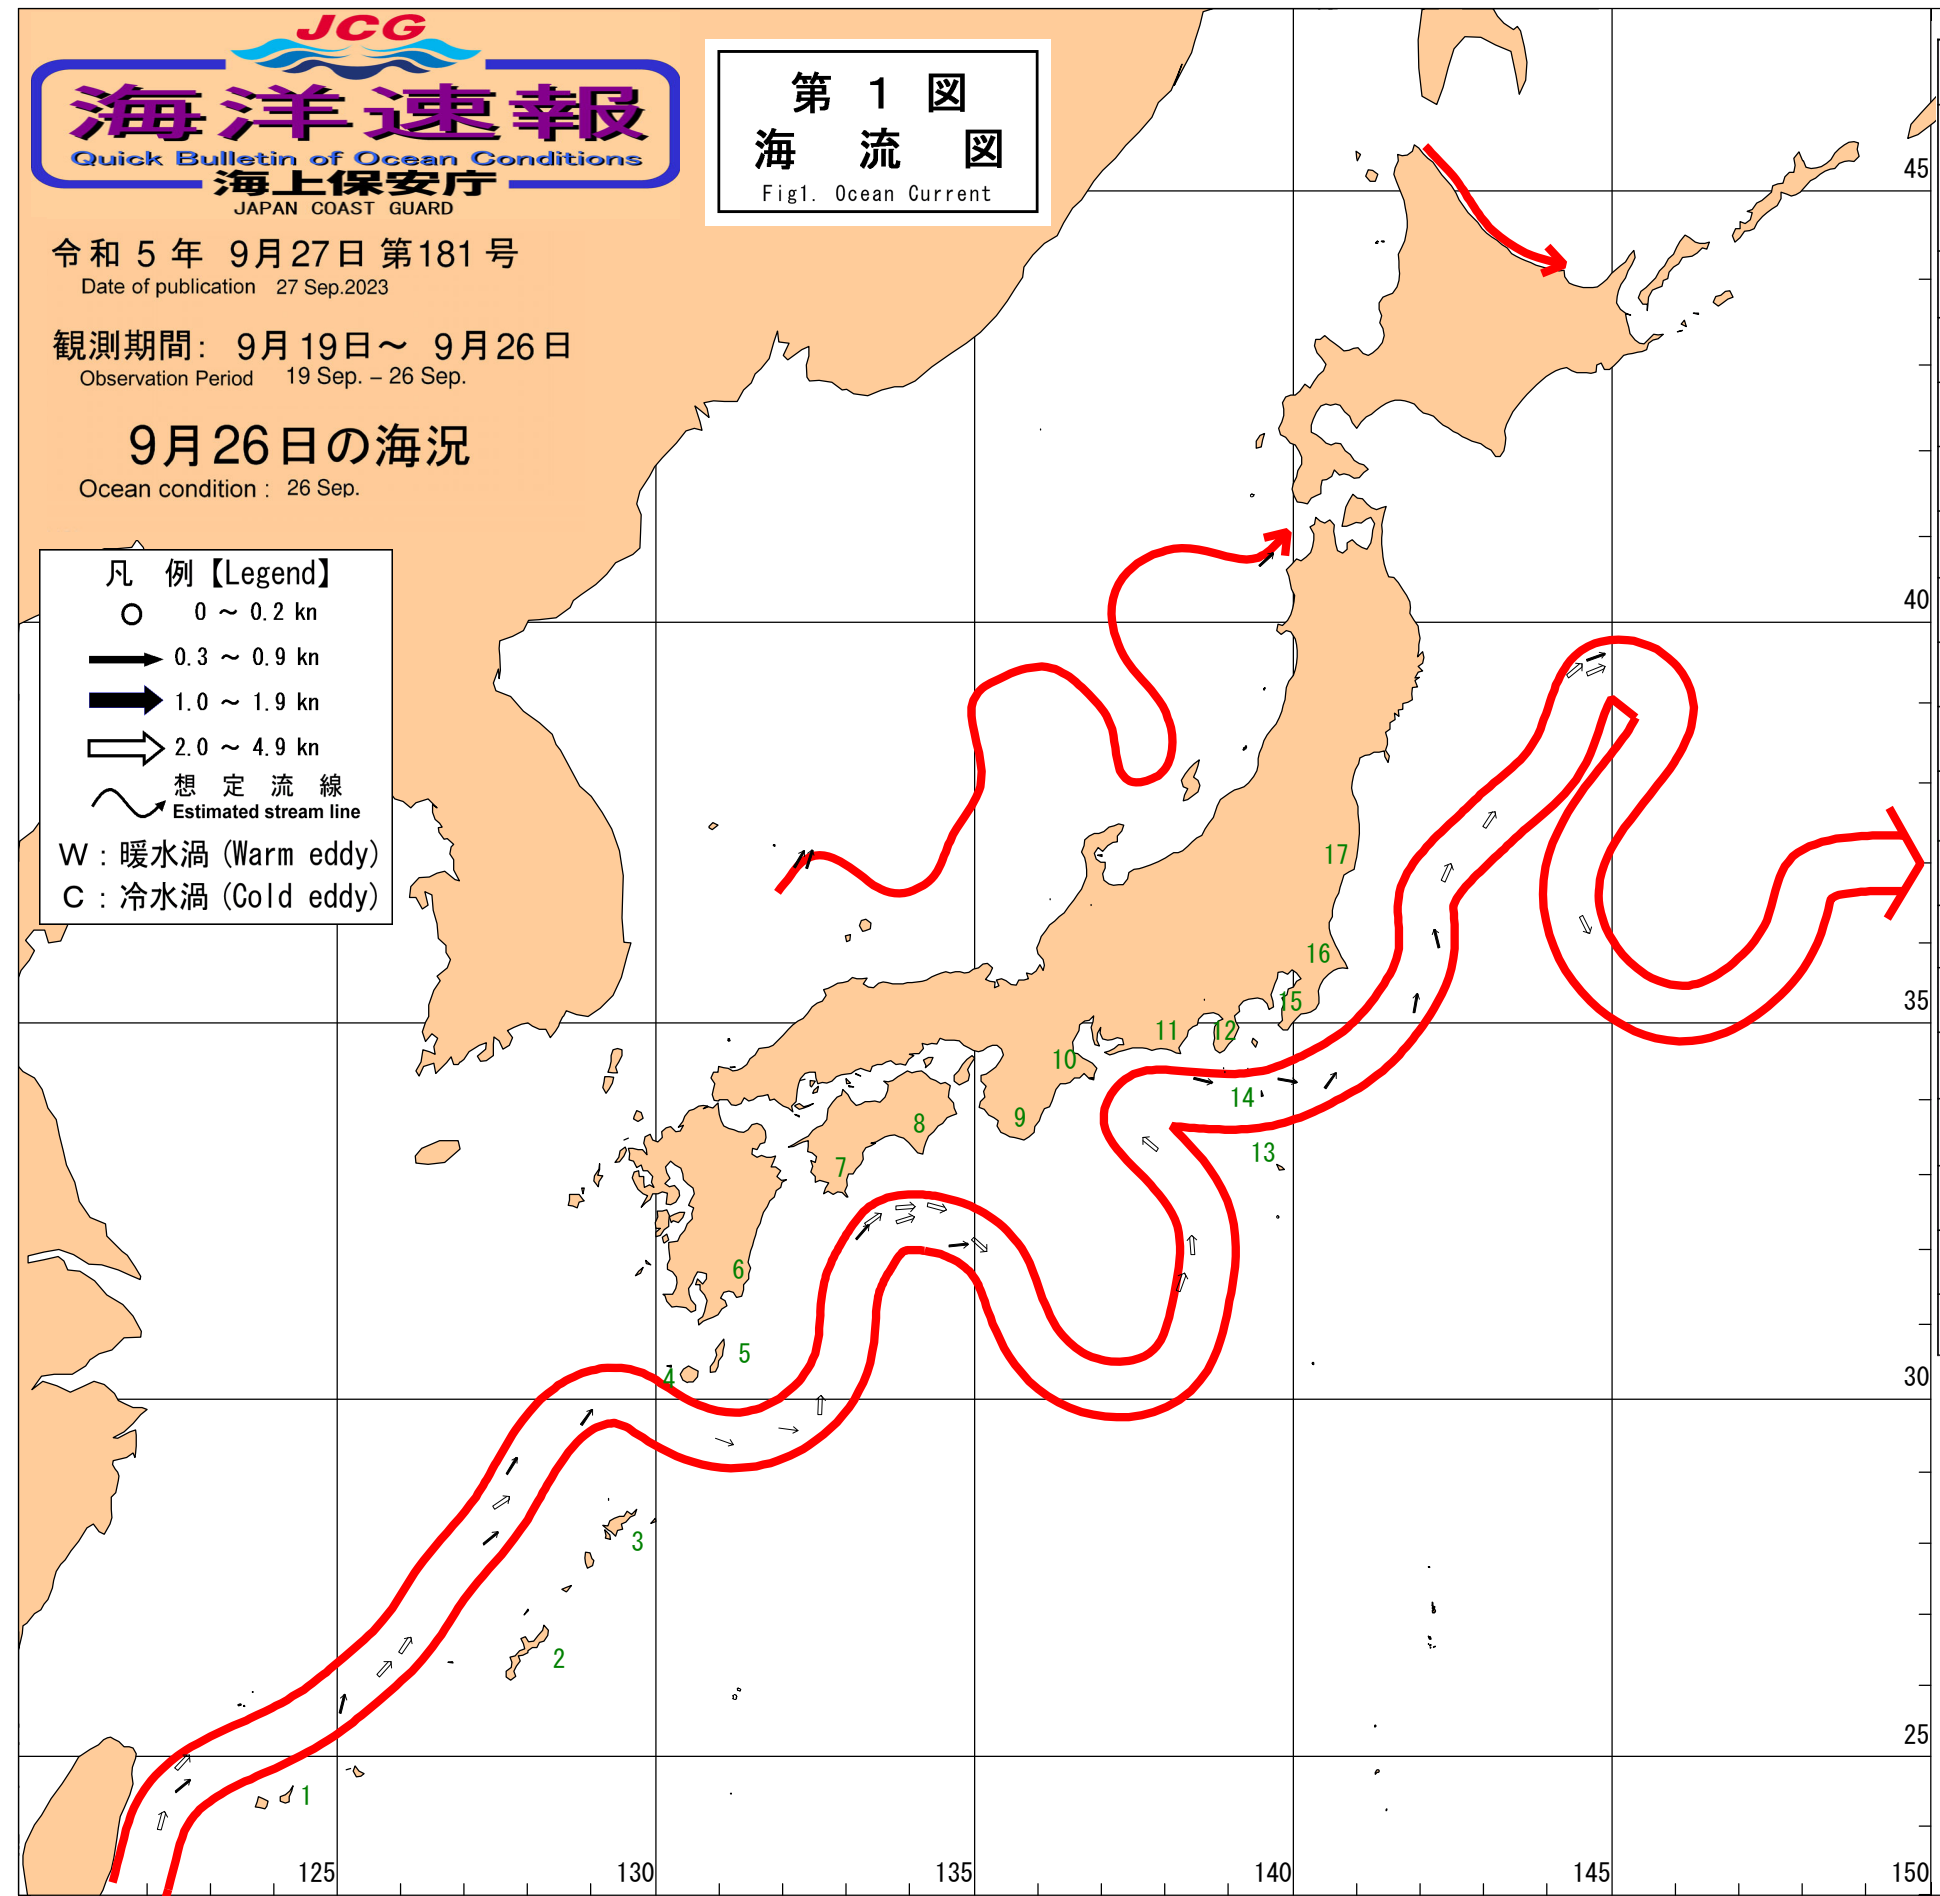 JCG
海洋速報
Quick Bulletin of Ocean Conditions
海上保安庁
JAPAN COAST GUARD
令和 5 年 9月27日 第181 号
Date of publication 27 Sep.2023
観測期間: 9月19日～ 9月26日
Observation Period 19 Sep. – 26 Sep.
9月26日の海況
Ocean condition : 26 Sep.
第 1 図
海 流 図
Fig1. Ocean Current
凡 例【Legend】
0 ～ 0.2 kn
0.3 ～ 0.9 kn
1.0 ～ 1.9 kn
2.0 ～ 4.9 kn
想 定 流 線
Estimated stream line
W : 暖水渦 (Warm eddy)
C : 冷水渦 (Cold eddy)
45
40
35
30
25
17
16
15
11
12
10
14
9
8
13
7
6
5
4
3
2
1
125
130
135
140
145
150